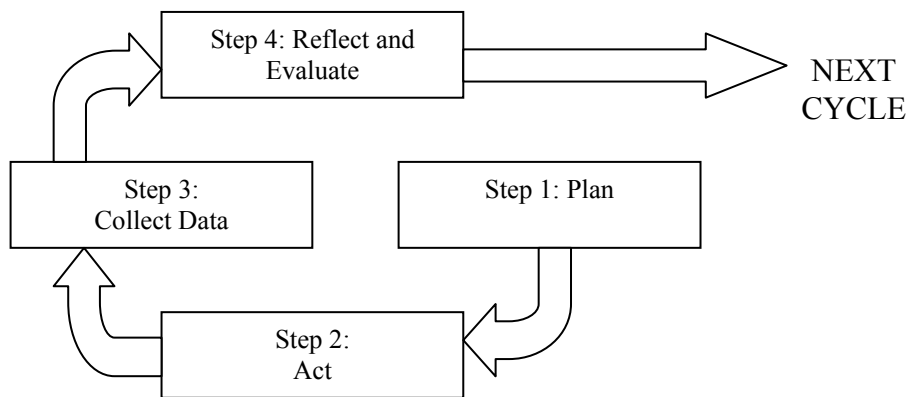 Step 4: Reflect and
Evaluate
NEXT
CYCLE
Step 3:
Collect Data
Step 1: Plan
Step 2:
Act